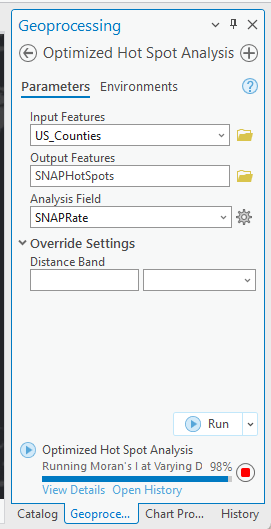 Geoprocessing
Optimized Hot Spot Analysis
Parameters Environments
Input Features
US_Counties
Output Features
SNAPHotSpots
Analysis Field
SNAPRate
Override Settings
Distance Band
Run
Optimized Hot Spot Analysis
Running Moran's I at Varying D 98%
View Details Open History
Catalog Geoproce... Chart Pro... History